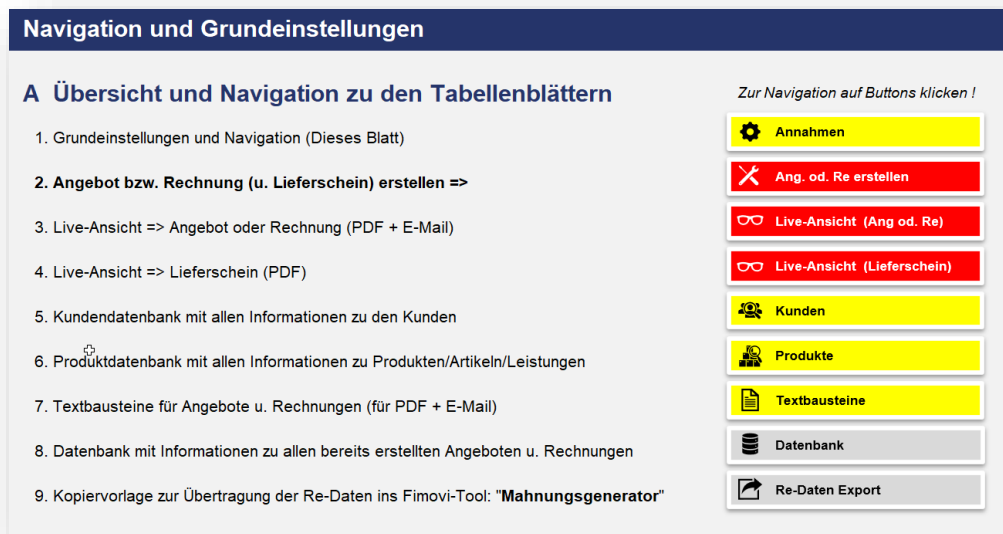 Navigation und Grundeinstellungen
A Übersicht und Navigation zu den Tabellenblättern
Zur Navigation auf Buttons klicken !
1. Grundeinstellungen und Navigation (Dieses Blatt)
Annahmen
2. Angebot bzw. Rechnung (u. Lieferschein) erstellen =>
Ang. od. Re erstellen
3. Live-Ansicht => Angebot oder Rechnung (PDF + E-Mail)
Live-Ansicht (Ang od. Re)
4. Live-Ansicht => Lieferschein (PDF)
Live-Ansicht (Lieferschein)
5. Kundendatenbank mit allen Informationen zu den Kunden
Kunden
6. Produktdatenbank mit allen Informationen zu Produkten/Artikeln/Leistungen
Produkte
7. Textbausteine für Angebote u. Rechnungen (für PDF + E-Mail)
Textbausteine
8. Datenbank mit Informationen zu allen bereits erstellten Angeboten u. Rechnungen
Datenbank
9. Kopiervorlage zur Übertragung der Re-Daten ins Fimovi-Tool: "Mahnungsgenerator"
Re-Daten Export